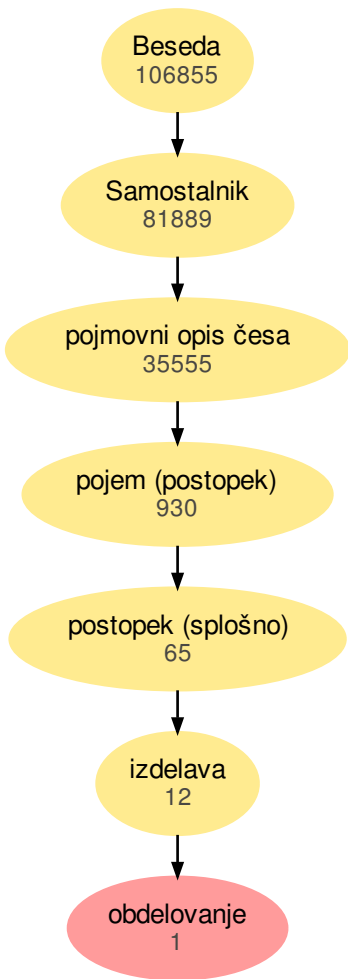 Beseda
106855
Samostalnik
81889
pojmovni opis česa
35555
pojem (postopek)
930
postopek (splošno)
65
izdelava
12
obdelovanje
1